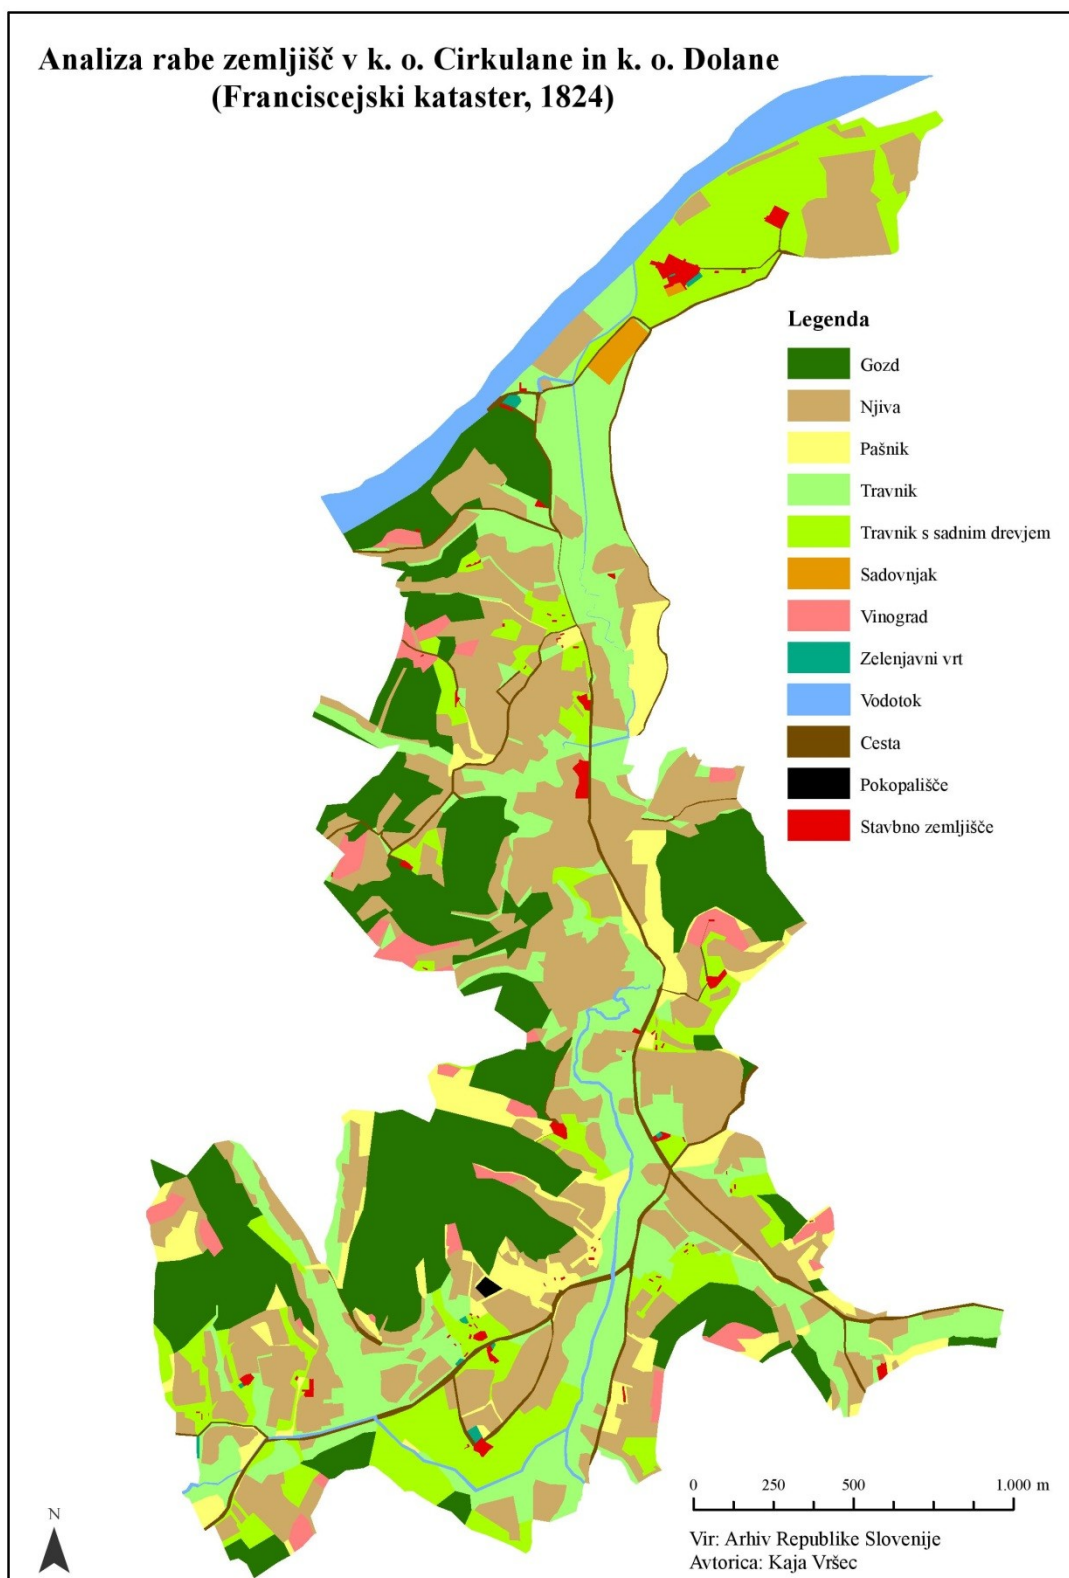 Analiza rabe zemljišč v k. o. Cirkulane in k. o. Dolane
(Franciscejski kataster, 1824)
Legenda
Gozd
Njiva
Pašnik
Travnik
Travnik s sadnim drevjem
Sadovnjak
Vinograd
Zelenjavni vrt
Vodotok
Cesta
Pokopališče
Stavbno zemljišče
N
0 250 500 1.000 m
Vir: Arhiv Republike Slovenije
Avtorica: Kaja Vršec